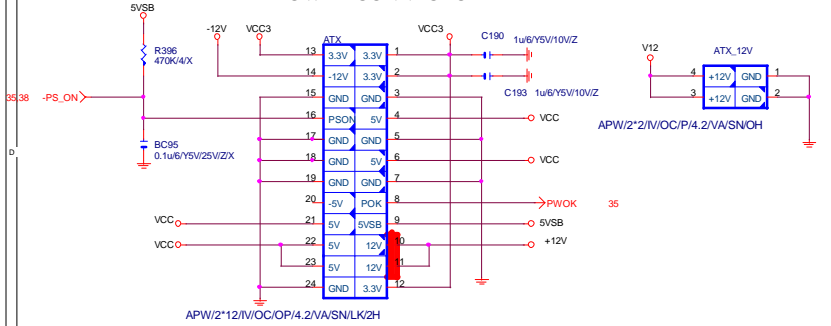 5VSB
R396
470K/4/X
35,38 -PS_ON
BC95
0.1u/6/Y5V/25V/Z/X
D
-12V
VCC3
VCC3
C190 1u/6/Y5V/10V/Z
C193 1u/6/Y5V/10V/Z
ATX
13 3.3V 3.3V 1
14 -12V 3.3V 2
15 GND GND 3
16 PSON 5V 4 VCC
17 GND GND 5
18 GND 5V 6 VCC
19 GND GND 7
20 -5V POK 8 PWOK 35
VCC 21 5V 5VSB 9 5VSB
VCC 22 5V 12V 10 +12V
23 5V 12V 11
24 GND 3.3V 12
APW/2*12/IV/OC/OP/4.2/VA/SN/LK/2H
V12
ATX_12V
4 +12V GND 1
3 +12V GND 2
APW/2*2/IV/OC/P/4.2/VA/SN/OH